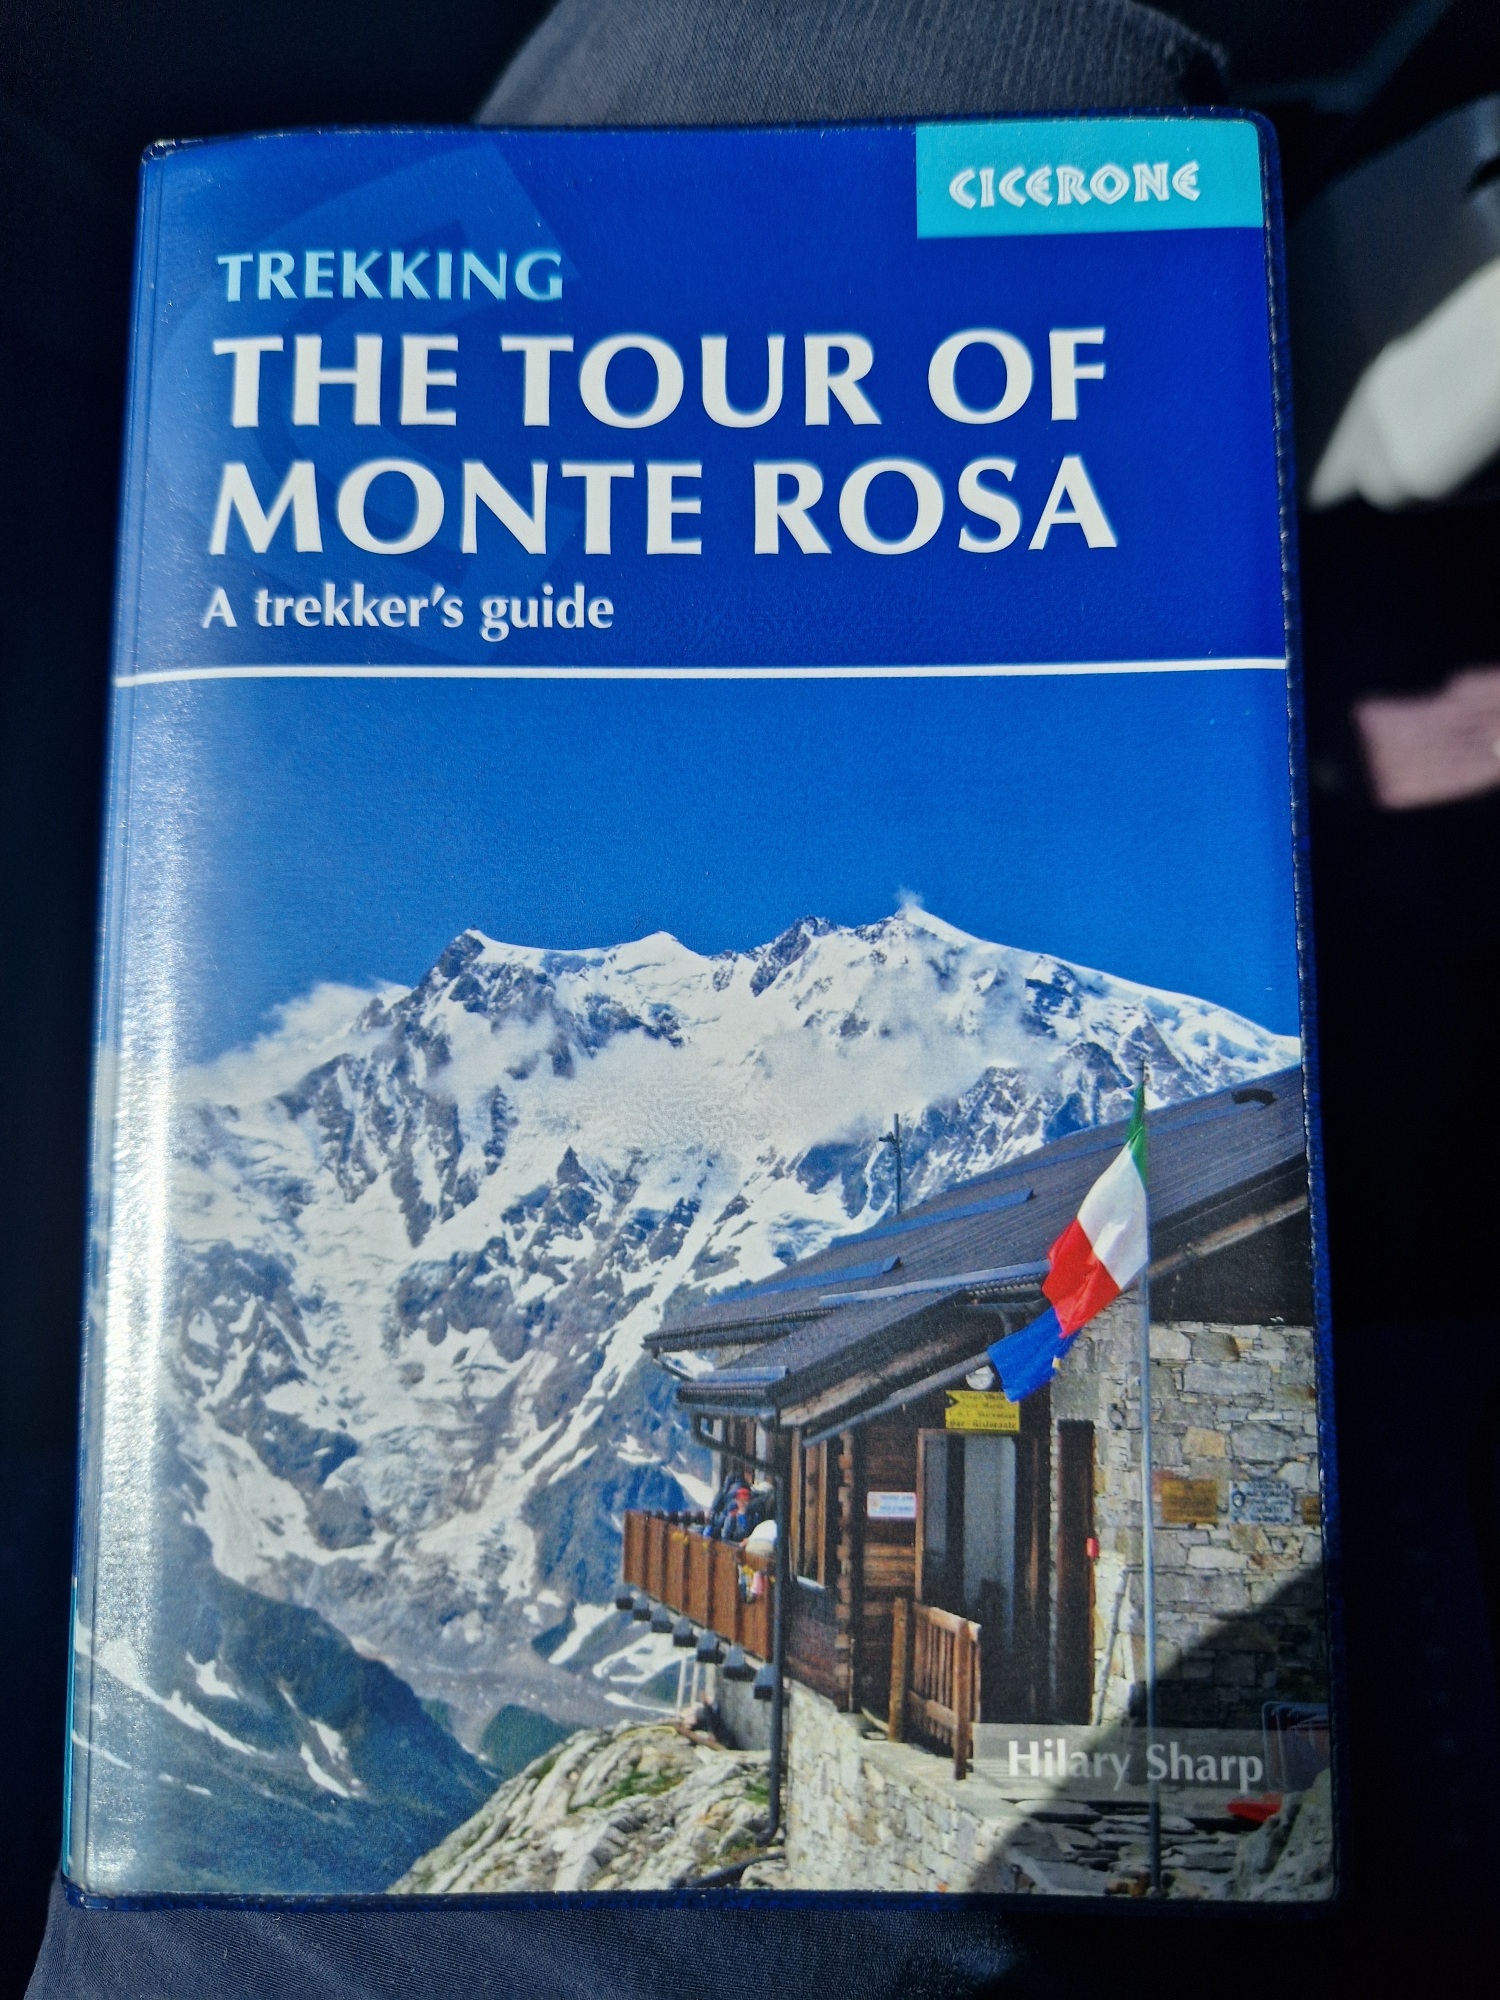 CICERONE
TREKKING
THE TOUR OF
MONTE ROSA
A trekker's guide
Hilary Sharp